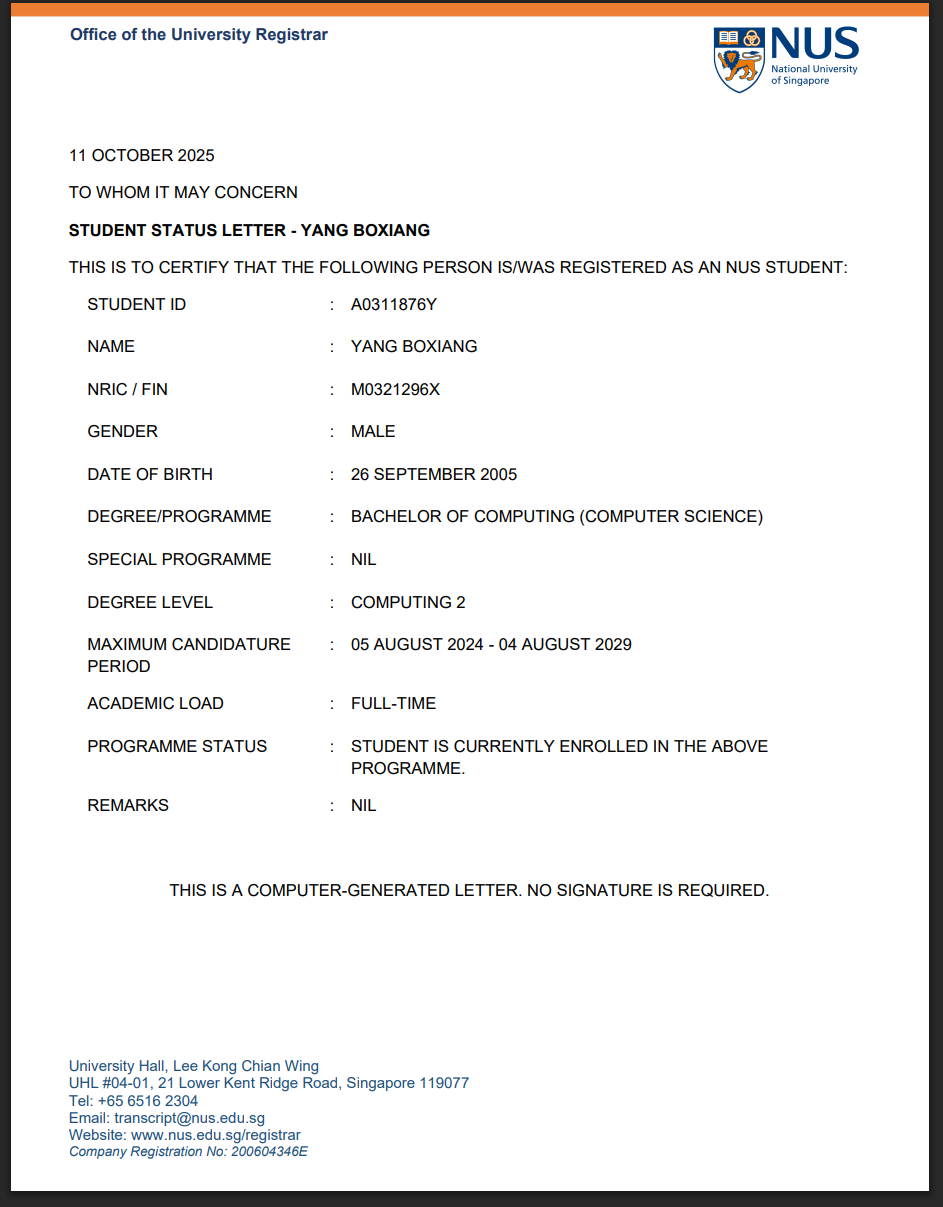 Office of the University Registrar
NUS
National University
of Singapore
11 OCTOBER 2025
TO WHOM IT MAY CONCERN
STUDENT STATUS LETTER - YANG BOXIANG
THIS IS TO CERTIFY THAT THE FOLLOWING PERSON IS/WAS REGISTERED AS AN NUS STUDENT:
STUDENT ID : A0311876Y
NAME : YANG BOXIANG
NRIC / FIN : M0321296X
GENDER : MALE
DATE OF BIRTH : 26 SEPTEMBER 2005
DEGREE/PROGRAMME : BACHELOR OF COMPUTING (COMPUTER SCIENCE)
SPECIAL PROGRAMME : NIL
DEGREE LEVEL : COMPUTING 2
MAXIMUM CANDIDATURE : 05 AUGUST 2024 - 04 AUGUST 2029
PERIOD
ACADEMIC LOAD : FULL-TIME
PROGRAMME STATUS : STUDENT IS CURRENTLY ENROLLED IN THE ABOVE
PROGRAMME.
REMARKS : NIL
THIS IS A COMPUTER-GENERATED LETTER. NO SIGNATURE IS REQUIRED.
University Hall, Lee Kong Chian Wing
UHL #04-01, 21 Lower Kent Ridge Road, Singapore 119077
Tel: +65 6516 2304
Email: transcript@nus.edu.sg
Website: www.nus.edu.sg/registrar
Company Registration No: 200604346E